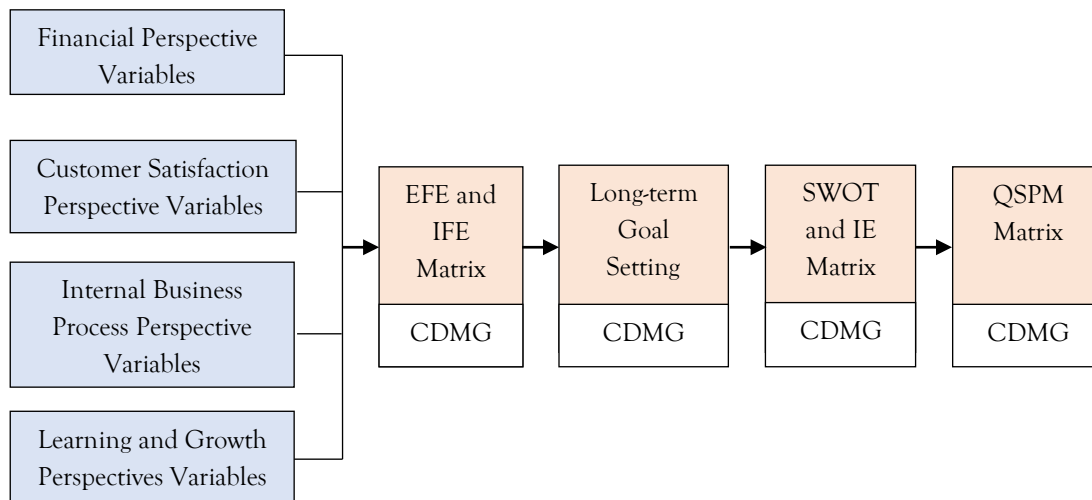 Financial Perspective
Variables
Customer Satisfaction
Perspective Variables
Internal Business
Process Perspective
Variables
Learning and Growth
Perspectives Variables
EFE and
IFE
Matrix
CDMG
Long-term
Goal
Setting
CDMG
SWOT
and IE
Matrix
CDMG
QSPM
Matrix
CDMG